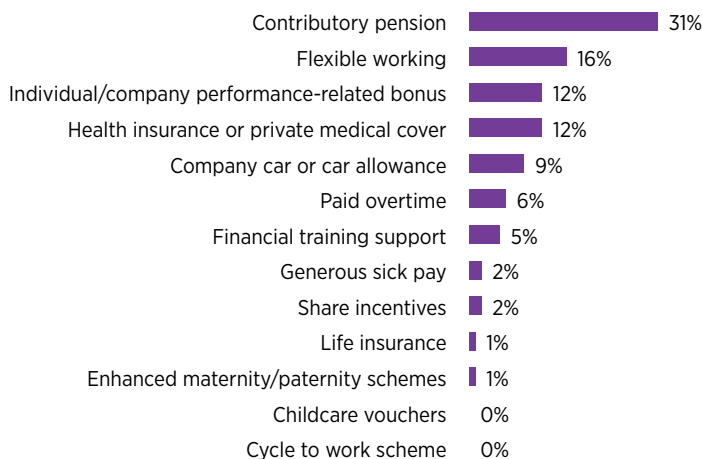 Contributory pension 31%
Flexible working 16%
Individual/company performance-related bonus 12%
Health insurance or private medical cover 12%
Company car or car allowance 9%
Paid overtime 6%
Financial training support 5%
Generous sick pay 2%
Share incentives 2%
Life insurance 1%
Enhanced maternity/paternity schemes 1%
Childcare vouchers 0%
Cycle to work scheme 0%